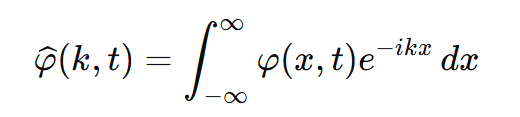 φ̂(k, t) = ∫_{-∞}^{∞} φ(x, t)e^{-ikx} dx